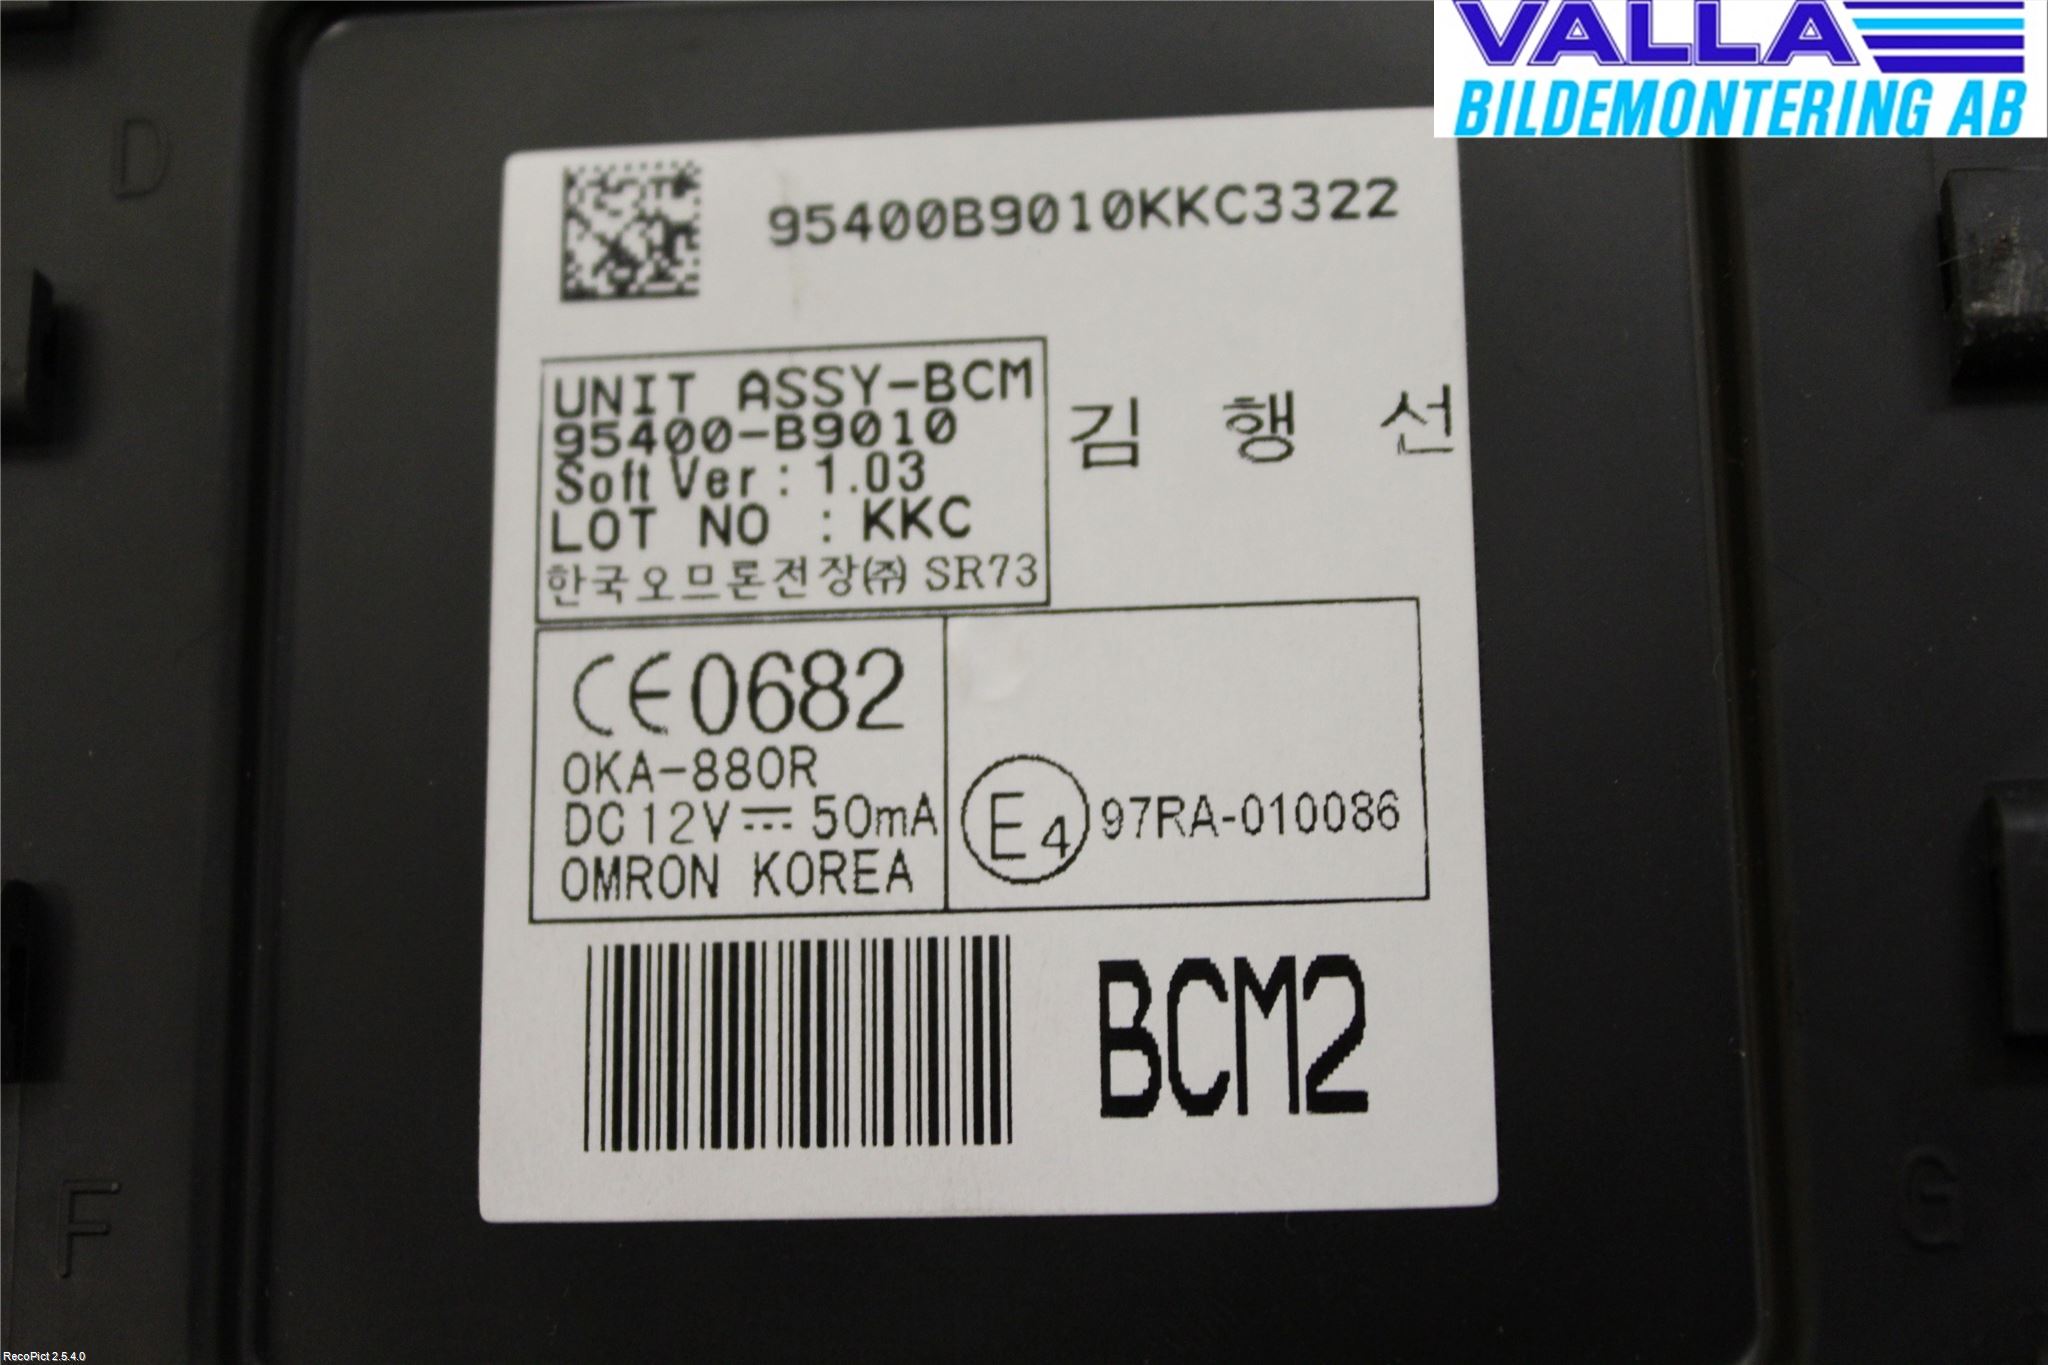 VALLA
BILDEMONTERING AB
D
95400B9010KKC3322
UNIT ASSY-BCM
95400-B9010
Soft Ver : 1.03
LOT NO : KKC
한국오므론전장㈜ SR73
김 행 선
CE0682
OKA-880R
DC12V⎓ 50mA
OMRON KOREA
E4 97RA-010086
BCM2
F
G
RecoPict 2.5.4.0